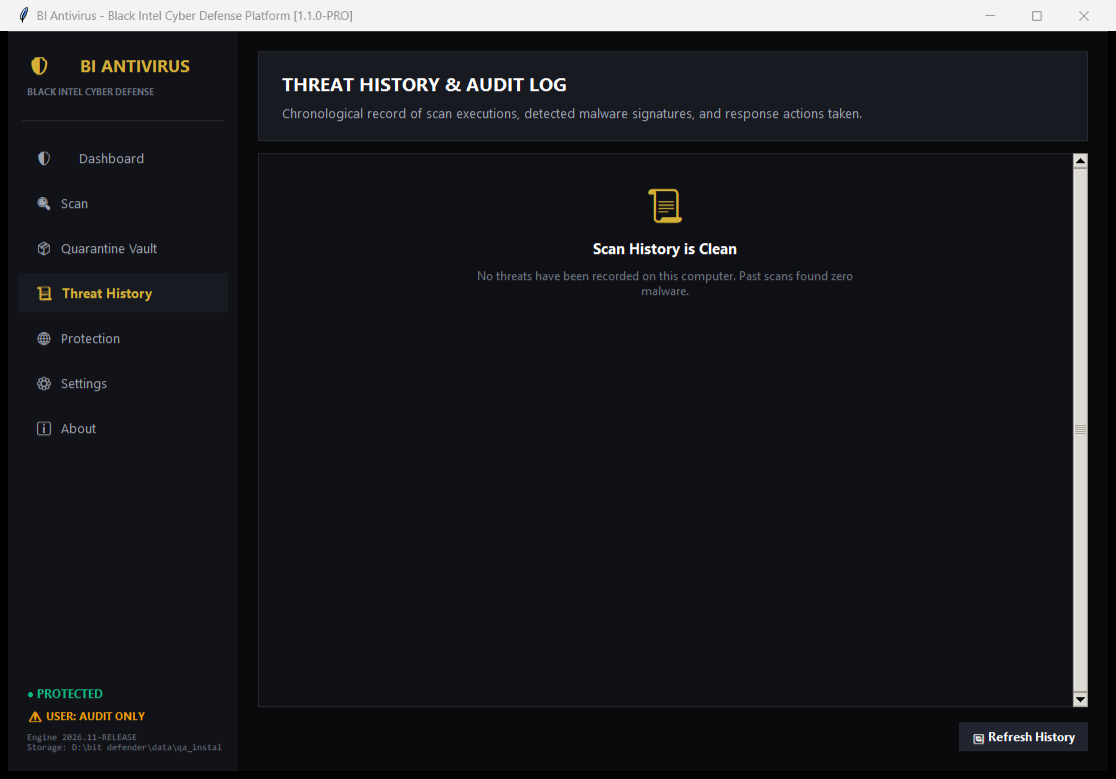 BI Antivirus - Black Intel Cyber Defense Platform [1.1.0-PRO]
BI ANTIVIRUS
BLACK INTEL CYBER DEFENSE
Dashboard
Scan
Quarantine Vault
Threat History
Protection
Settings
About
● PROTECTED
⚠ USER: AUDIT ONLY
Engine 2026.11-RELEASE
Storage: D:\bit defender\data\qa_instal
THREAT HISTORY & AUDIT LOG
Chronological record of scan executions, detected malware signatures, and response actions taken.
Scan History is Clean
No threats have been recorded on this computer. Past scans found zero
malware.
Refresh History